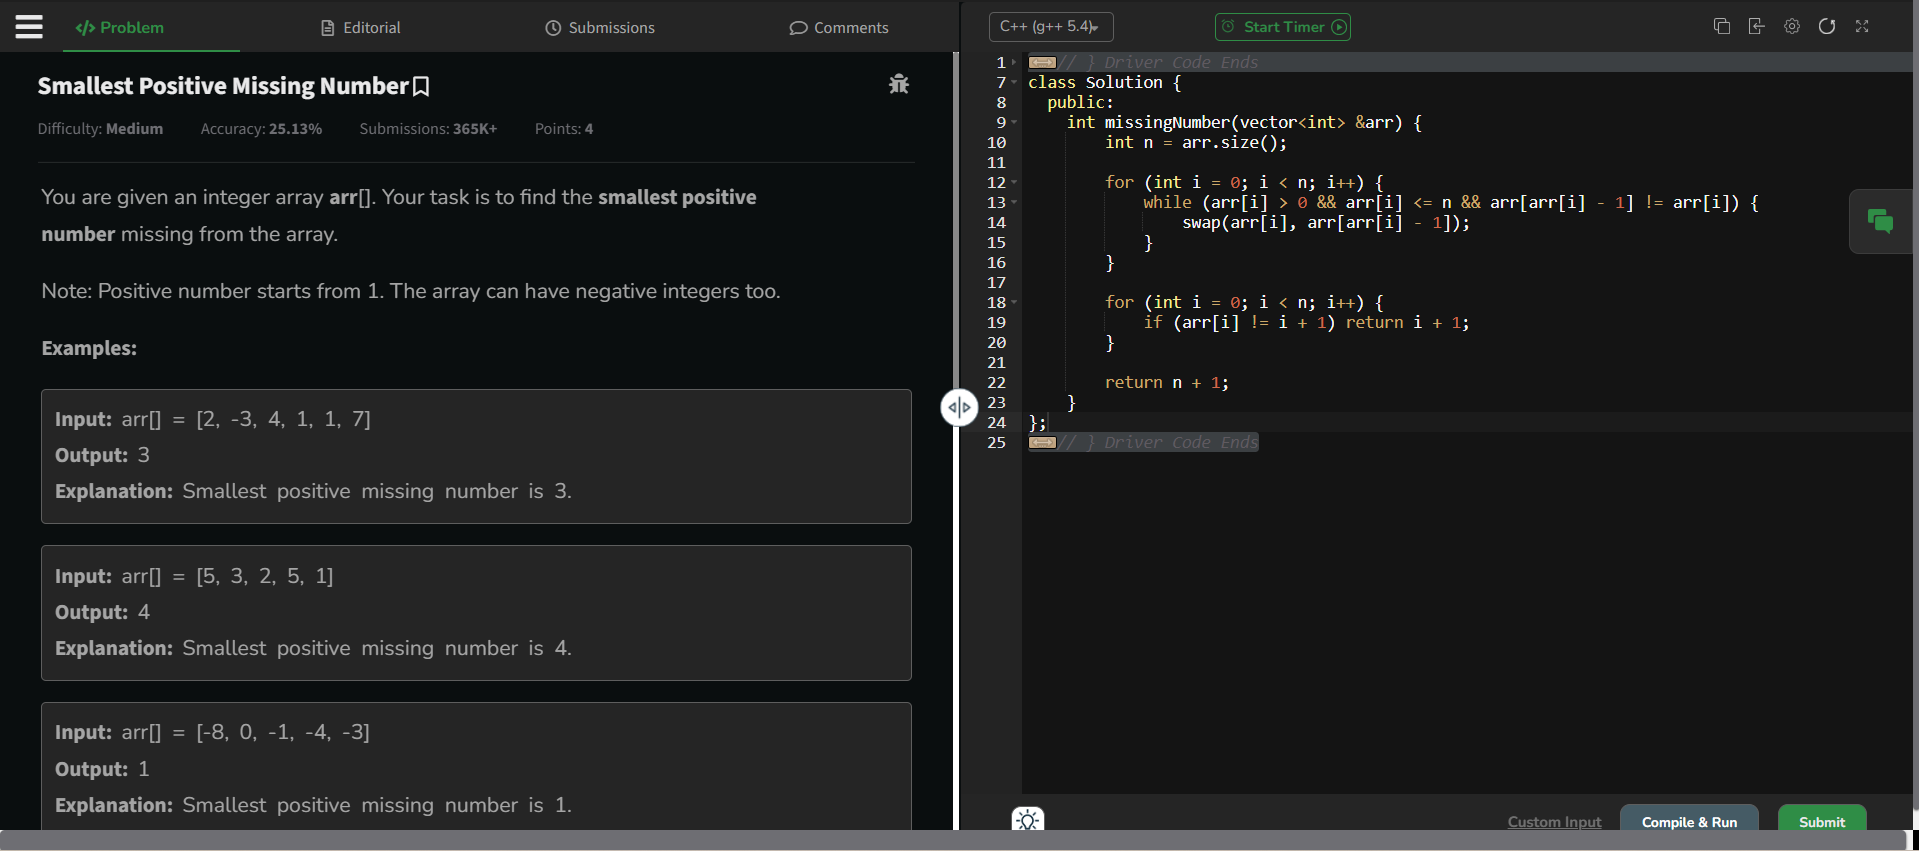 Problem
Editorial
Submissions
Comments
C++ (g++ 5.4)
Start Timer
Smallest Positive Missing Number
Difficulty: Medium
Accuracy: 25.13%
Submissions: 365K+
Points: 4
You are given an integer array arr[]. Your task is to find the smallest positive
number missing from the array.
Note: Positive number starts from 1. The array can have negative integers too.
Examples:
Input: arr[] = [2, -3, 4, 1, 1, 7]
Output: 3
Explanation: Smallest positive missing number is 3.
Input: arr[] = [5, 3, 2, 5, 1]
Output: 4
Explanation: Smallest positive missing number is 4.
Input: arr[] = [-8, 0, -1, -4, -3]
Output: 1
Explanation: Smallest positive missing number is 1.
1 // } Driver Code Ends
7 class Solution {
8   public:
9     int missingNumber(vector<int> &arr) {
10         int n = arr.size();
11
12         for (int i = 0; i < n; i++) {
13             while (arr[i] > 0 && arr[i] <= n && arr[arr[i] - 1] != arr[i]) {
14                 swap(arr[i], arr[arr[i] - 1]);
15             }
16         }
17
18         for (int i = 0; i < n; i++) {
19             if (arr[i] != i + 1) return i + 1;
20         }
21
22         return n + 1;
23     }
24 };
25 // } Driver Code Ends
Custom Input
Compile & Run
Submit